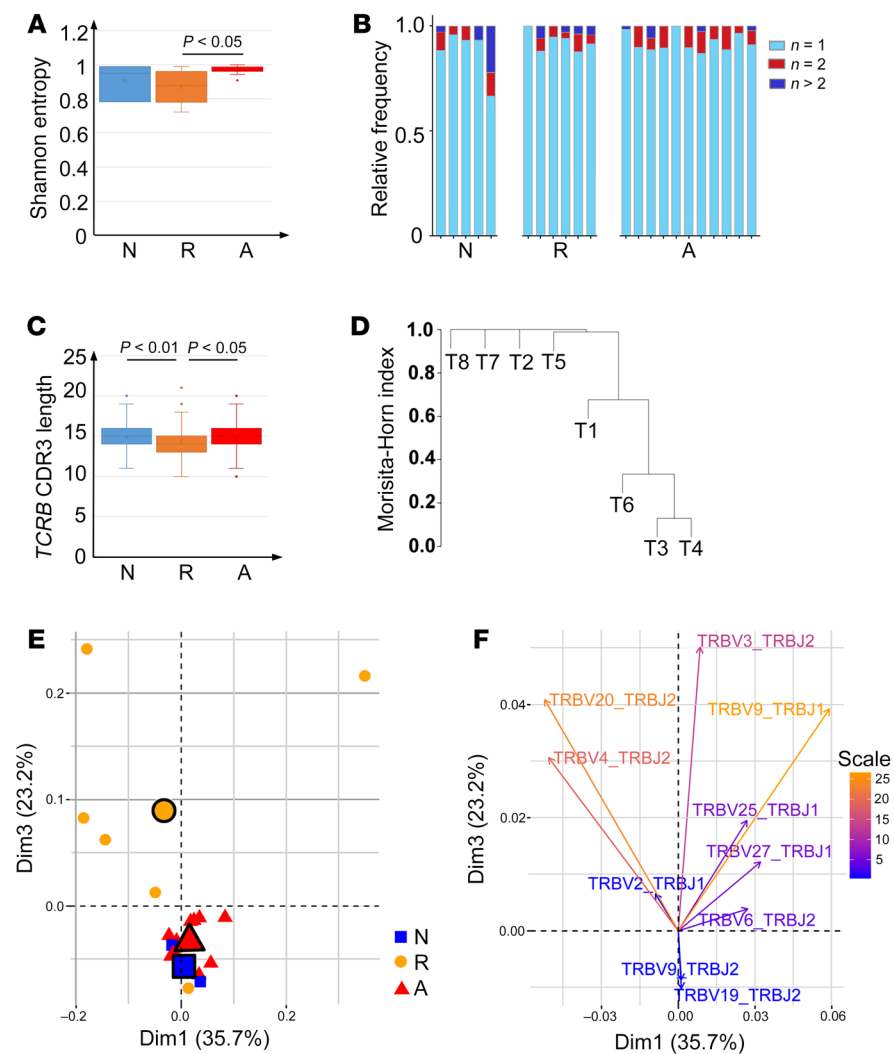 A
P < 0.05
Shannon entropy
1.2
1
0.8
0.6
0.4
0.2
0
N R A
B
Relative frequency
1.0
0.5
0
N R A
n = 1
n = 2
n > 2
C
P < 0.01 P < 0.05
TCRB CDR3 length
25
20
15
10
5
0
N R A
D
Morisita-Horn index
1.0
0.8
0.6
0.4
0.2
0.0
T8 T7 T2 T5
T1
T6
T3 T4
E
Dim3 (23.2%)
0.2
0.1
0.0
−0.2 0.0 0.2
Dim1 (35.7%)
N
R
A
F
Dim3 (23.2%)
0.04
0.02
0.00
−0.03 0.00 0.03 0.06
Dim1 (35.7%)
TRBV3_TRBJ2
TRBV20_TRBJ2
TRBV9_TRBJ1
TRBV4_TRBJ2
TRBV25_TRBJ1
TRBV27_TRBJ1
TRBV2_TRBJ1
TRBV6_TRBJ2
TRBV9_TRBJ2
TRBV19_TRBJ2
Scale
25
20
15
10
5